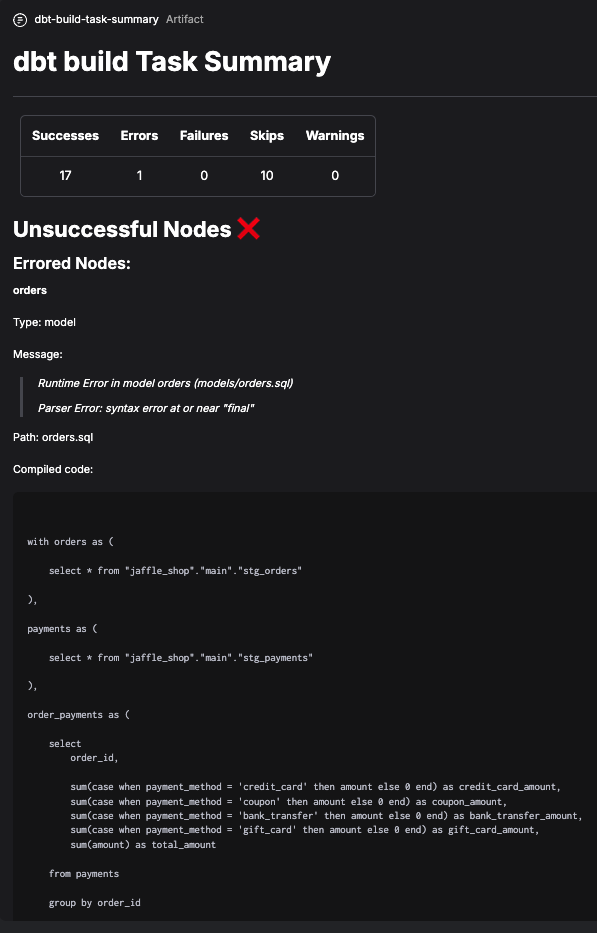 dbt-build-task-summary Artifact
dbt build Task Summary
Successes Errors Failures Skips Warnings
17 1 0 10 0
Unsuccessful Nodes ❌
Errored Nodes:
orders
Type: model
Message:
Runtime Error in model orders (models/orders.sql)
Parser Error: syntax error at or near "final"
Path: orders.sql
Compiled code:
with orders as (
    select * from "jaffle_shop"."main"."stg_orders"
),
payments as (
    select * from "jaffle_shop"."main"."stg_payments"
),
order_payments as (
    select
        order_id,
        sum(case when payment_method = 'credit_card' then amount else 0 end) as credit_card_amount,
        sum(case when payment_method = 'coupon' then amount else 0 end) as coupon_amount,
        sum(case when payment_method = 'bank_transfer' then amount else 0 end) as bank_transfer_amount,
        sum(case when payment_method = 'gift_card' then amount else 0 end) as gift_card_amount,
        sum(amount) as total_amount
    from payments
    group by order_id